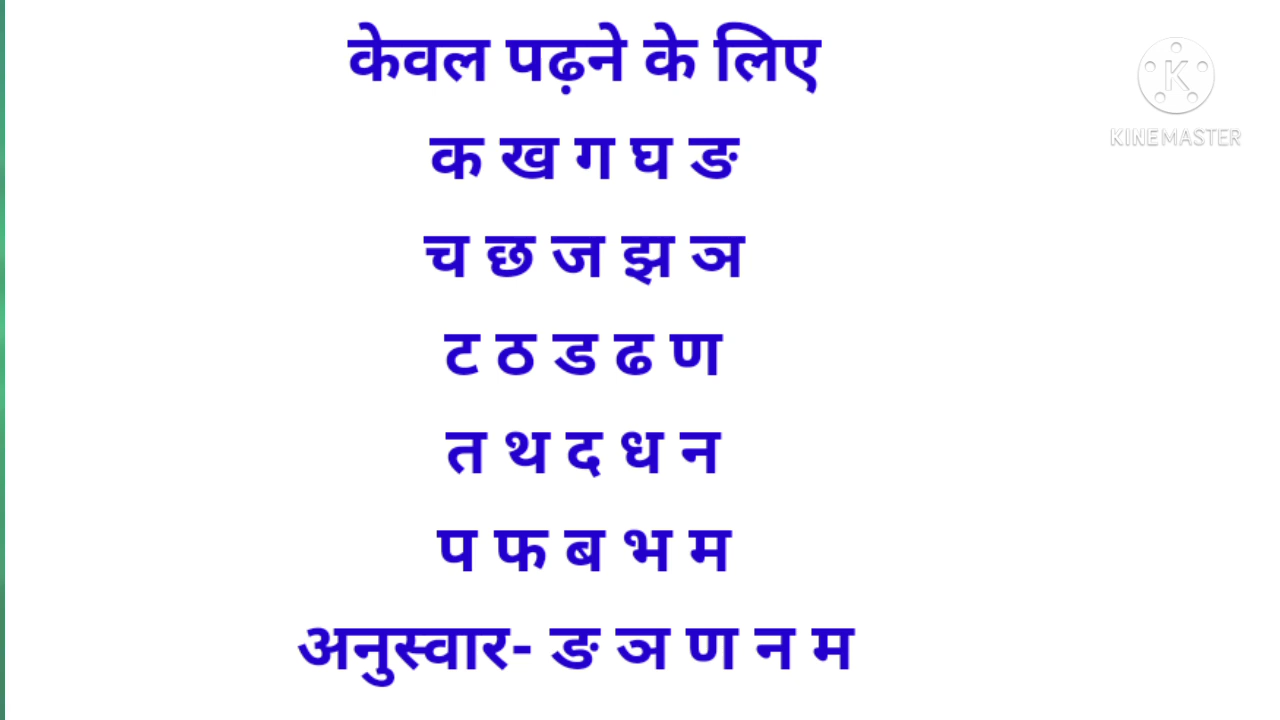 केवल पढ़ने के लिए
क ख ग घ ङ
च छ ज झ ञ
ट ठ ड ढ ण
त थ द ध न
प फ ब भ म
अनुस्वार- ङ ञ ण न म
K
KINEMASTER